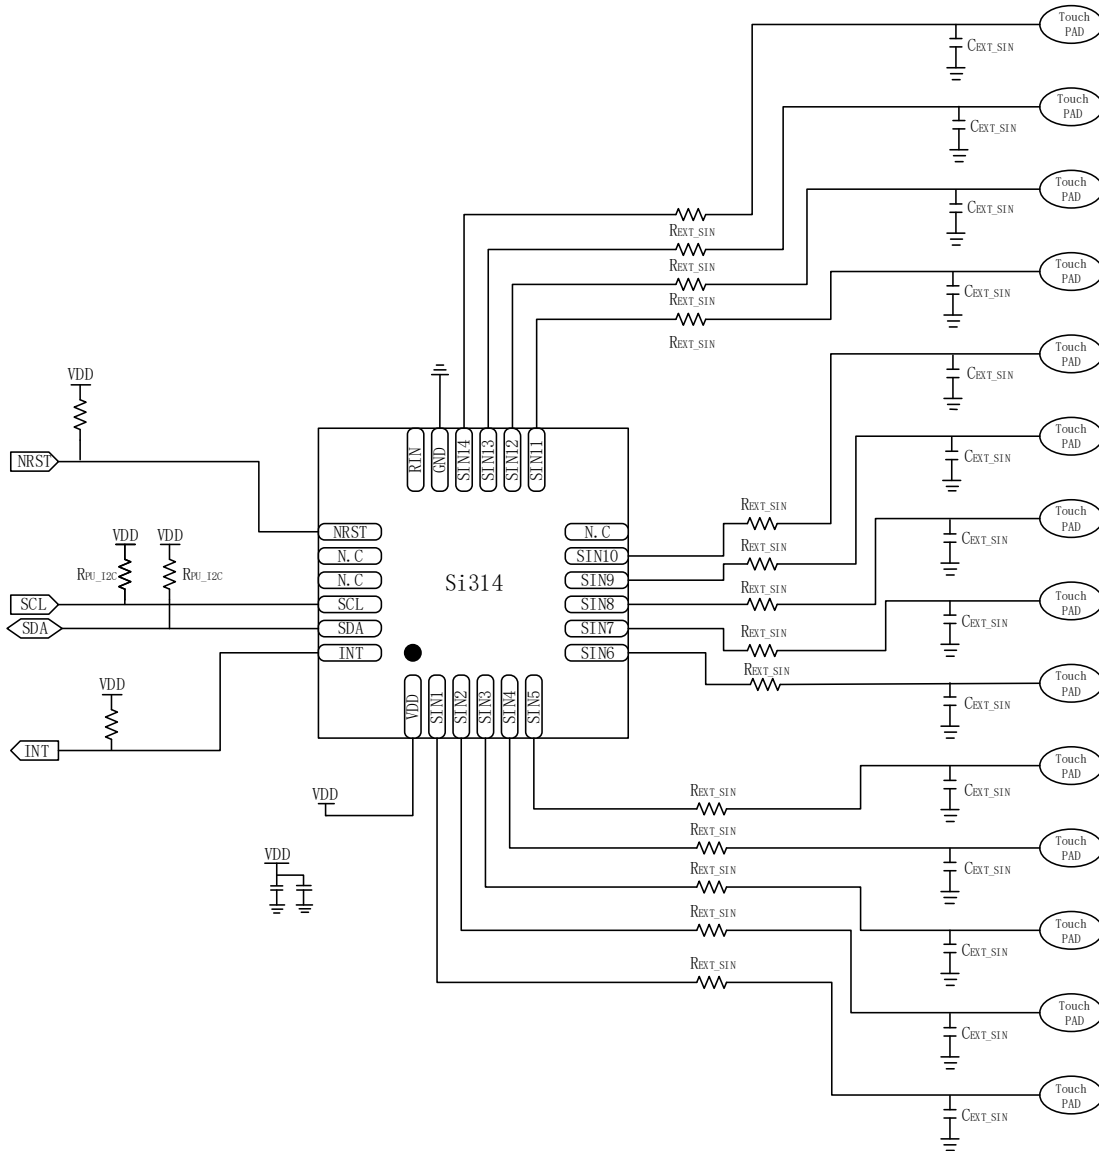 Touch
PAD
CEXT_SIN
Touch
PAD
CEXT_SIN
Touch
PAD
CEXT_SIN
REXT_SIN
REXT_SIN
Touch
PAD
CEXT_SIN
REXT_SIN
REXT_SIN
Touch
PAD
CEXT_SIN
VDD
NRST
RIN
GND
SIN14
SIN13
SIN12
SIN11
Touch
PAD
CEXT_SIN
REXT_SIN
Touch
PAD
CEXT_SIN
VDD
VDD
RPU_I2C
RPU_I2C
SCL
SDA
NRST
N.C
N.C
SCL
SDA
INT
Si314
N.C
SIN10
SIN9
SIN8
SIN7
SIN6
REXT_SIN
REXT_SIN
REXT_SIN
REXT_SIN
Touch
PAD
CEXT_SIN
Touch
PAD
CEXT_SIN
VDD
INT
VDD
SIN1
SIN2
SIN3
SIN4
SIN5
VDD
REXT_SIN
Touch
PAD
CEXT_SIN
REXT_SIN
Touch
PAD
CEXT_SIN
VDD
REXT_SIN
REXT_SIN
Touch
PAD
CEXT_SIN
REXT_SIN
Touch
PAD
CEXT_SIN
Touch
PAD
CEXT_SIN